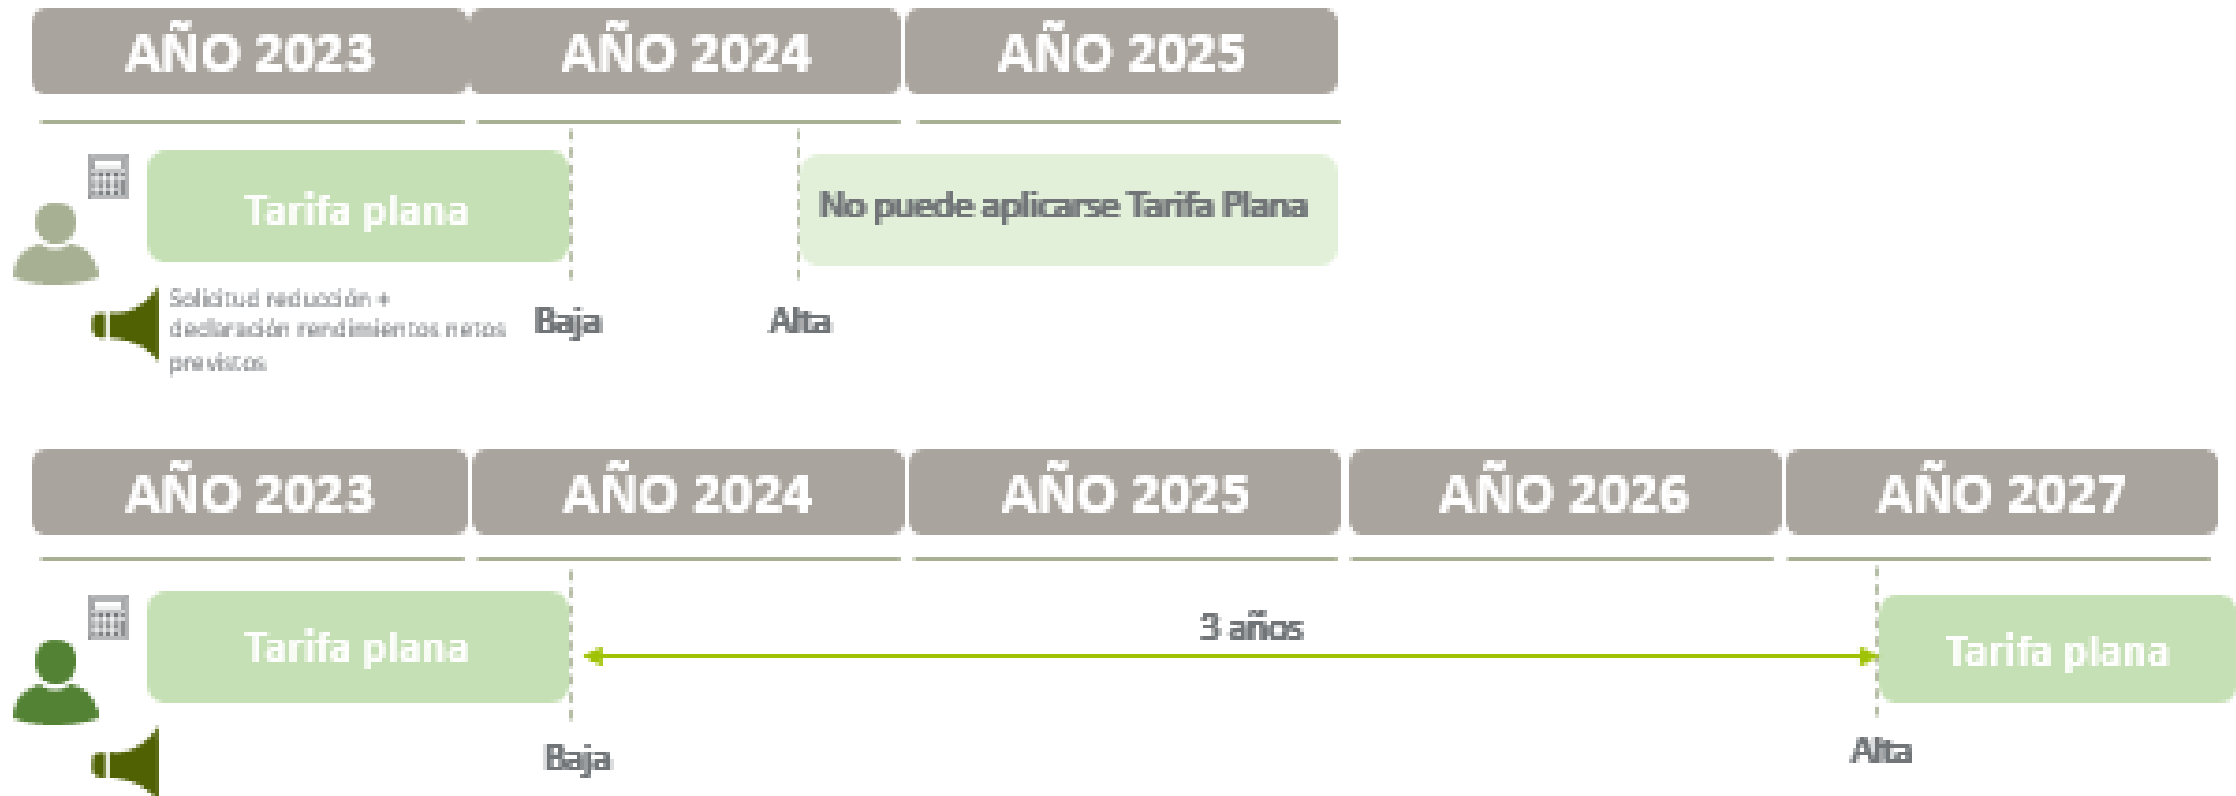 AÑO 2023 AÑO 2024 AÑO 2025
Tarifa plana
No puede aplicarse Tarifa Plana
Solicitud reducción +
declaración rendimientos netos
previstos
Baja
Alta
AÑO 2023 AÑO 2024 AÑO 2025 AÑO 2026 AÑO 2027
Tarifa plana
3 años
Tarifa plana
Baja
Alta